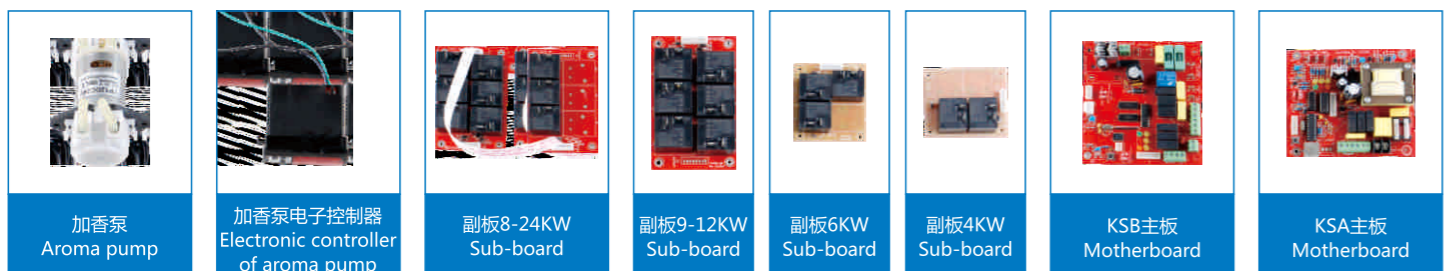 加香泵
Aroma pump
加香泵电子控制器
Electronic controller
of aroma pump
副板8-24KW
Sub-board
副板9-12KW
Sub-board
副板6KW
Sub-board
副板4KW
Sub-board
KSB主板
Motherboard
KSA主板
Motherboard